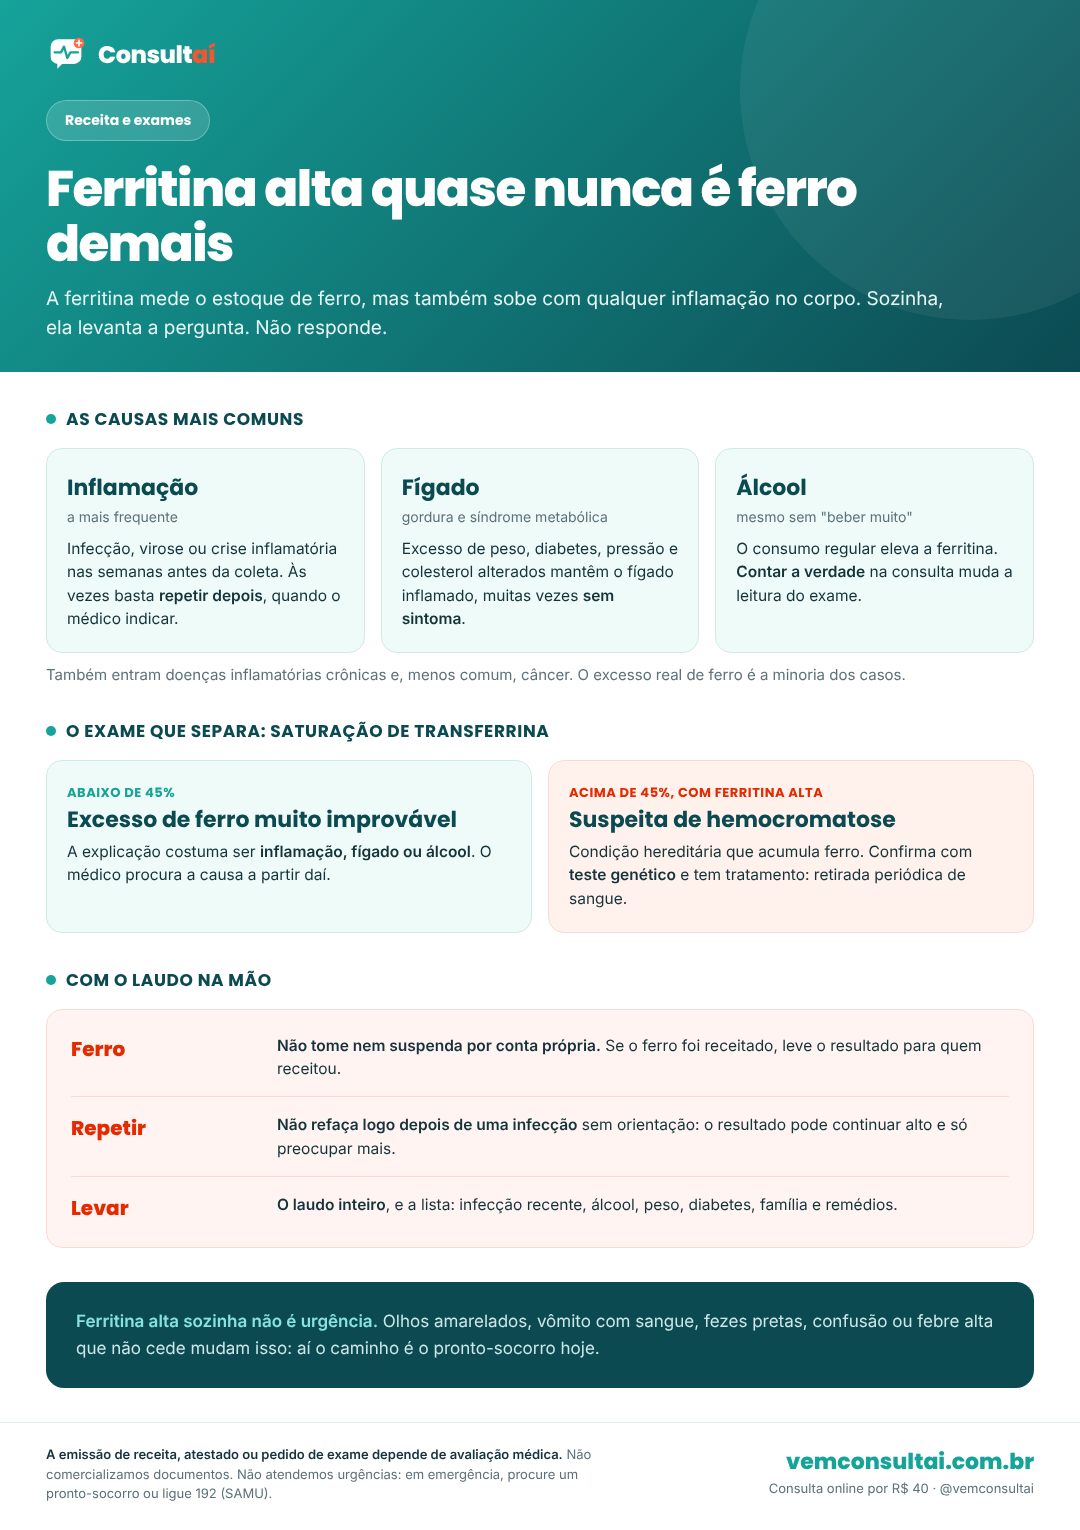 Consultaí
Receita e exames
Ferritina alta quase nunca é ferro
demais
A ferritina mede o estoque de ferro, mas também sobe com qualquer inflamação no corpo. Sozinha,
ela levanta a pergunta. Não responde.
AS CAUSAS MAIS COMUNS
Inflamação
a mais frequente
Infecção, virose ou crise inflamatória
nas semanas antes da coleta. Às
vezes basta repetir depois, quando o
médico indicar.
Fígado
gordura e síndrome metabólica
Excesso de peso, diabetes, pressão e
colesterol alterados mantêm o fígado
inflamado, muitas vezes sem
sintoma.
Álcool
mesmo sem "beber muito"
O consumo regular eleva a ferritina.
Contar a verdade na consulta muda a
leitura do exame.
Também entram doenças inflamatórias crônicas e, menos comum, câncer. O excesso real de ferro é a minoria dos casos.
O EXAME QUE SEPARA: SATURAÇÃO DE TRANSFERRINA
ABAIXO DE 45%
Excesso de ferro muito improvável
A explicação costuma ser inflamação, fígado ou álcool. O
médico procura a causa a partir daí.
ACIMA DE 45%, COM FERRITINA ALTA
Suspeita de hemocromatose
Condição hereditária que acumula ferro. Confirma com
teste genético e tem tratamento: retirada periódica de
sangue.
COM O LAUDO NA MÃO
Ferro
Não tome nem suspenda por conta própria. Se o ferro foi receitado, leve o resultado para quem
receitou.
Repetir
Não refaça logo depois de uma infecção sem orientação: o resultado pode continuar alto e só
preocupar mais.
Levar
O laudo inteiro, e a lista: infecção recente, álcool, peso, diabetes, família e remédios.
Ferritina alta sozinha não é urgência. Olhos amarelados, vômito com sangue, fezes pretas, confusão ou febre alta
que não cede mudam isso: aí o caminho é o pronto-socorro hoje.
A emissão de receita, atestado ou pedido de exame depende de avaliação médica. Não
comercializamos documentos. Não atendemos urgências: em emergência, procure um
pronto-socorro ou ligue 192 (SAMU).
vemconsultai.com.br
Consulta online por R$ 40 · @vemconsultai